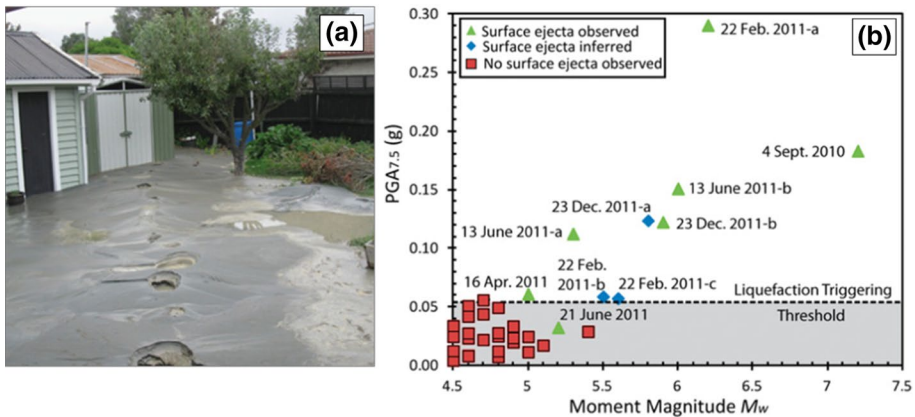 (a)
(b)
Surface ejecta observed
Surface ejecta inferred
No surface ejecta observed
22 Feb. 2011-a
4 Sept. 2010
13 June 2011-b
23 Dec. 2011-a
23 Dec. 2011-b
13 June 2011-a
22 Feb.
2011-b
22 Feb. 2011-c
16 Apr. 2011
21 June 2011
Liquefaction Triggering
Threshold
PGA7.5 (g)
0.30
0.25
0.20
0.15
0.10
0.05
0.00
4.5 5 5.5 6 6.5 7 7.5
Moment Magnitude Mw